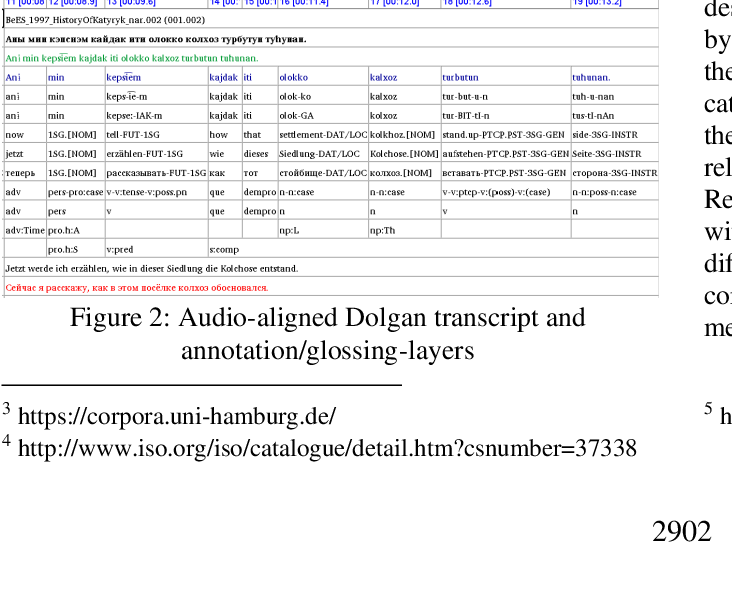 11 [00:08 12 [00:08.9] 13 [00:09.6] 14 [00: 15 [00:1 16 [00:11.4] 17 [00:12.0] 18 [00:12.6] 19 [00:13.2]
BeES_1997_HistoryOfKatyryk_nar.002 (001.002)
Аны мин кэпсиэм кайдак ити олокко колхоз турбутун туһунан.
Ani min kepsi͡em kajdak iti olokko kalxoz turbutun tuhunan.
Ani min kepsi͡em kajdak iti olokko kalxoz turbutun tuhunan.
ani min keps-i͡e-m kajdak iti olok-ko kalxoz tur-but-u-n tuh-u-nan
ani min kepse:-IAK-m kajdak iti olok-GA kalxoz tur-BIT-tI-n tus-tI-nAn
now 1SG.[NOM] tell-FUT-1SG how that settlement-DAT/LOC kolkhoz.[NOM] stand.up-PTCP.PST-3SG-GEN side-3SG-INSTR
jetzt 1SG.[NOM] erzählen-FUT-1SG wie dieses Siedlung-DAT/LOC Kolchose.[NOM] aufstehen-PTCP.PST-3SG-GEN Seite-3SG-INSTR
теперь 1SG.[NOM] рассказывать-FUT-1SG как тот стойбище-DAT/LOC колхоз.[NOM] вставать-PTCP.PST-3SG-GEN сторона-3SG-INSTR
adv pers-pro:case v-v:tense-v:poss.pn que dempro n-n:case n-n:case v-v:ptcp-v:(poss)-v:(case) n-n:poss-n:case
adv pers v que dempro n n v n
adv:Time pro.h:A np:L np:Th
pro.h:S v:pred s:comp
Jetzt werde ich erzählen, wie in dieser Siedlung die Kolchose entstand.
Сейчас я расскажу, как в этом посёлке колхоз обосновался.
Figure 2: Audio-aligned Dolgan transcript and
annotation/glossing-layers
3 https://corpora.uni-hamburg.de/
4 http://www.iso.org/iso/catalogue/detail.htm?csnumber=37338
2902
des
by
the
cat
the
rel
Re
wi
dif
co
me
5 h